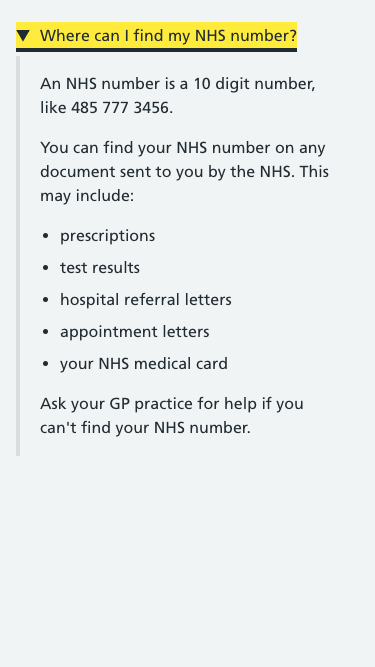 Where can I find my NHS number?
An NHS number is a 10 digit number,
like 485 777 3456.
You can find your NHS number on any
document sent to you by the NHS. This
may include:
• prescriptions
• test results
• hospital referral letters
• appointment letters
• your NHS medical card
Ask your GP practice for help if you
can't find your NHS number.